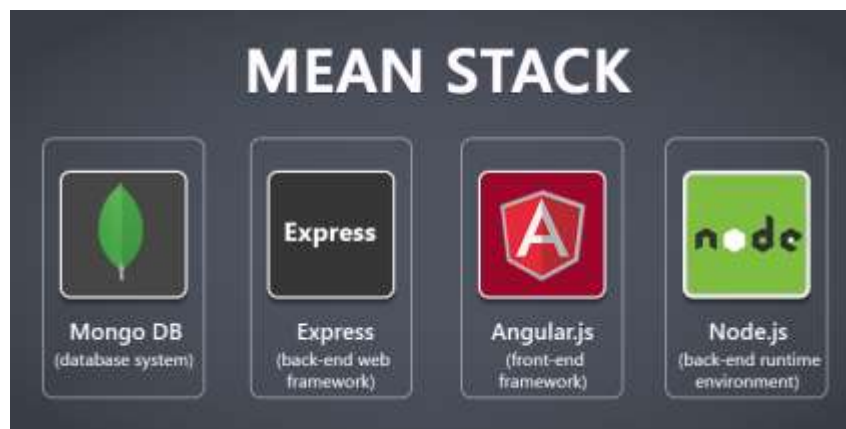 MEAN STACK
Express
node
Mongo DB
(database system)
Express
(back-end web
framework)
Angular.js
(front-end
framework)
Node.js
(back-end runtime
environment)